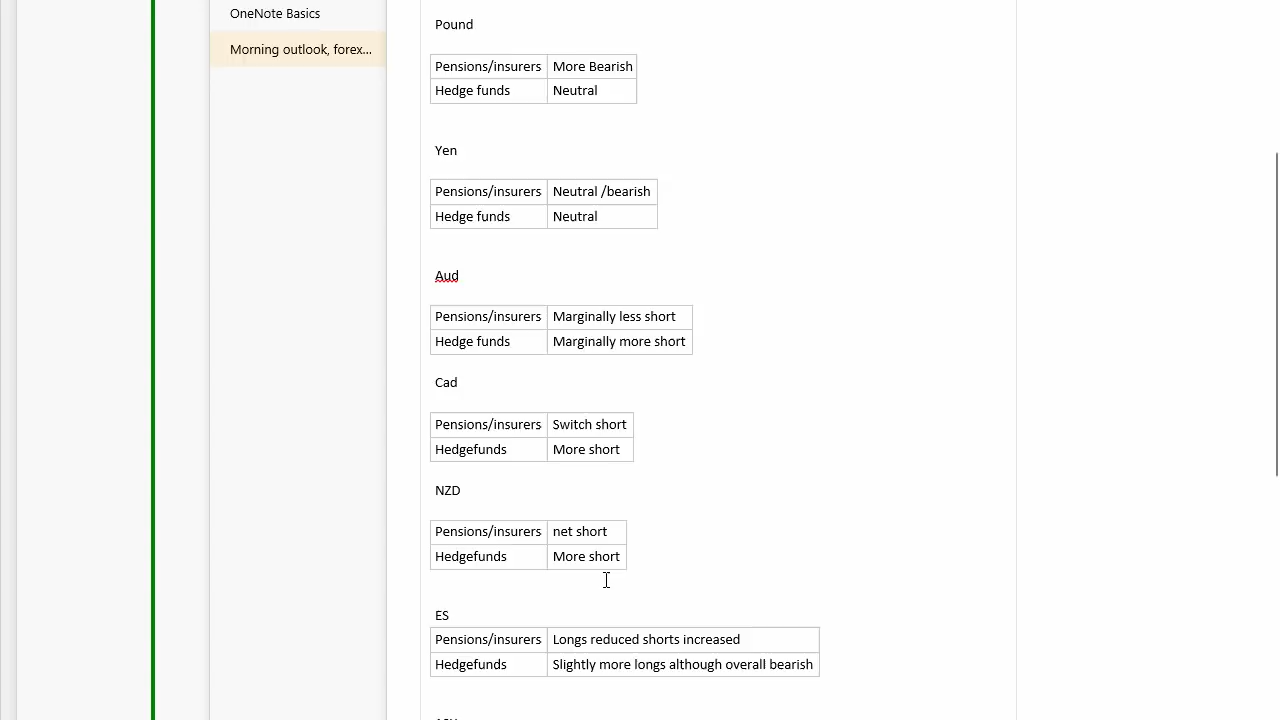 OneNote Basics
Morning outlook, forex...
Pound
Pensions/insurers More Bearish
Hedge funds Neutral
Yen
Pensions/insurers Neutral /bearish
Hedge funds Neutral
Aud
Pensions/insurers Marginally less short
Hedge funds Marginally more short
Cad
Pensions/insurers Switch short
Hedgefunds More short
NZD
Pensions/insurers net short
Hedgefunds More short
ES
Pensions/insurers Longs reduced shorts increased
Hedgefunds Slightly more longs although overall bearish